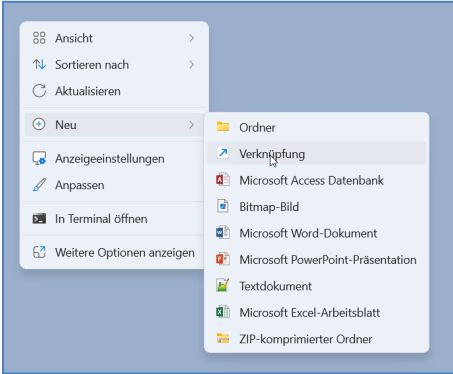 Ansicht
Sortieren nach
Aktualisieren
Neu
Anzeigeeinstellungen
Anpassen
In Terminal öffnen
Weitere Optionen anzeigen
Ordner
Verknüpfung
Microsoft Access Datenbank
Bitmap-Bild
Microsoft Word-Dokument
Microsoft PowerPoint-Präsentation
Textdokument
Microsoft Excel-Arbeitsblatt
ZIP-komprimierter Ordner